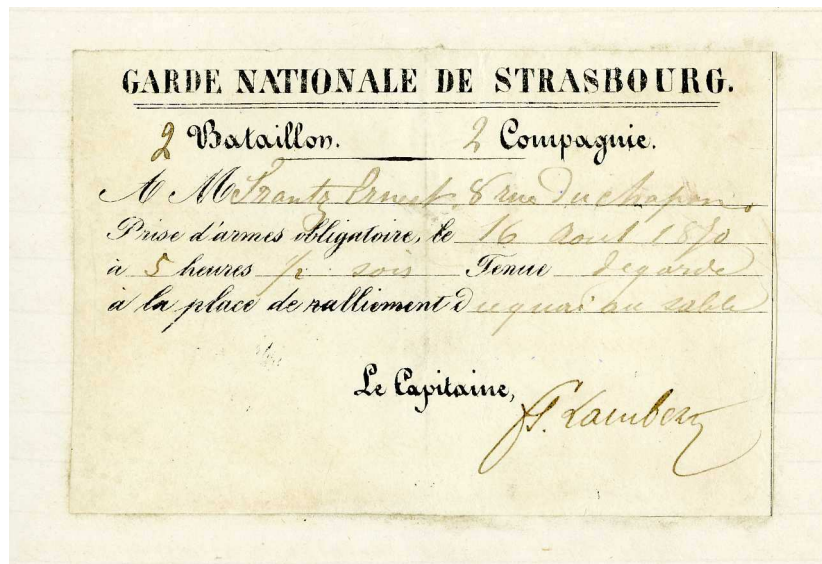 GARDE NATIONALE DE STRASBOURG.
2 Bataillon. 2 Compagnie.
A M Frantz Ernest 8 rue du chapon.
Prise d'armes obligatoire, le 16 aout 1870
à 5 heures 1/2 sois Tenue de garde
à la place de ralliement du quai au sable
Le Capitaine,
Lambert